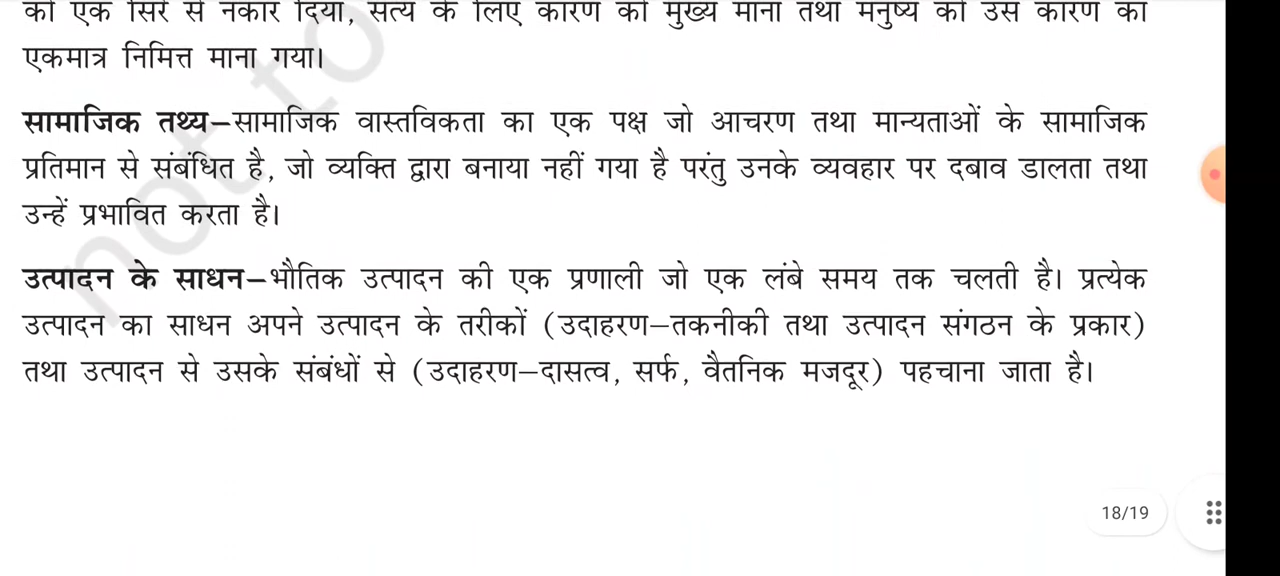 को एक सिरे से नकार दिया, सत्य के लिए कारण को मुख्य माना तथा मनुष्य को उस कारण का
एकमात्र निमित्त माना गया।
सामाजिक तथ्य–सामाजिक वास्तविकता का एक पक्ष जो आचरण तथा मान्यताओं के सामाजिक
प्रतिमान से संबंधित है, जो व्यक्ति द्वारा बनाया नहीं गया है परंतु उनके व्यवहार पर दबाव डालता तथा
उन्हें प्रभावित करता है।
उत्पादन के साधन–भौतिक उत्पादन की एक प्रणाली जो एक लंबे समय तक चलती है। प्रत्येक
उत्पादन का साधन अपने उत्पादन के तरीकों (उदाहरण–तकनीकी तथा उत्पादन संगठन के प्रकार)
तथा उत्पादन से उसके संबंधों से (उदाहरण–दासत्व, सर्फ, वैतनिक मजदूर) पहचाना जाता है।
not to
18/19